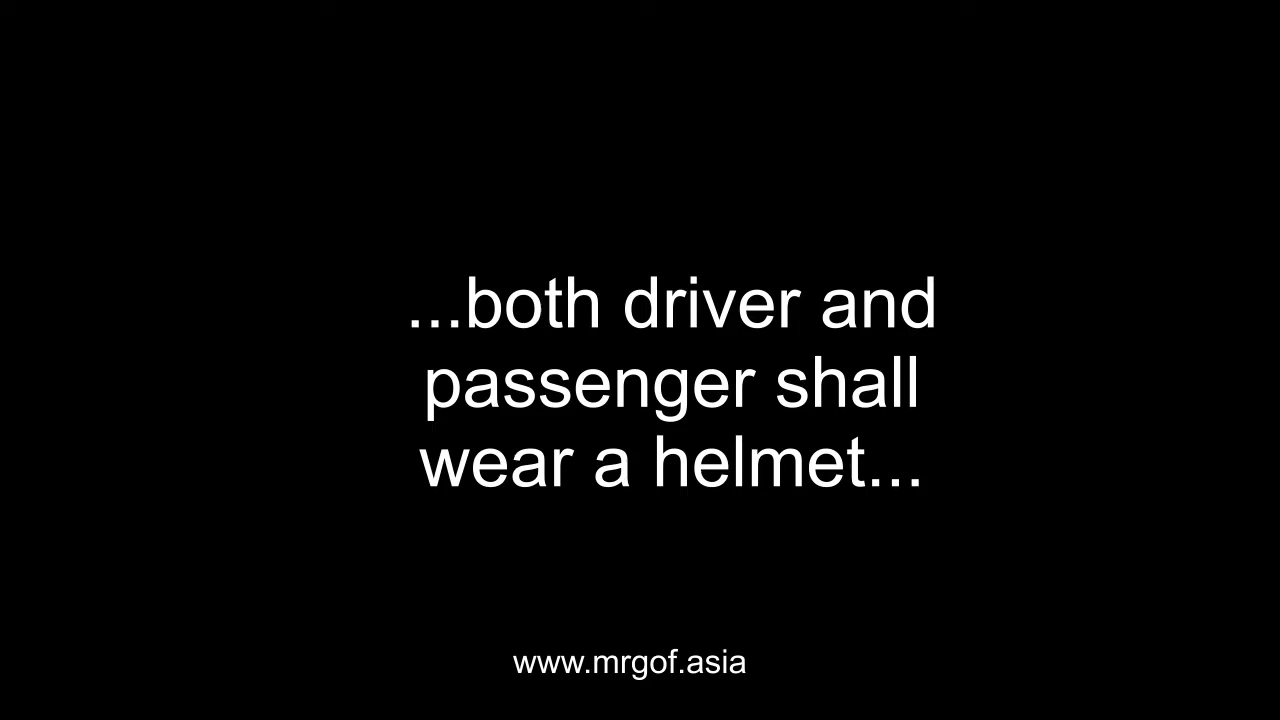 ...both driver and
passenger shall
wear a helmet...
www.mrgof.asia